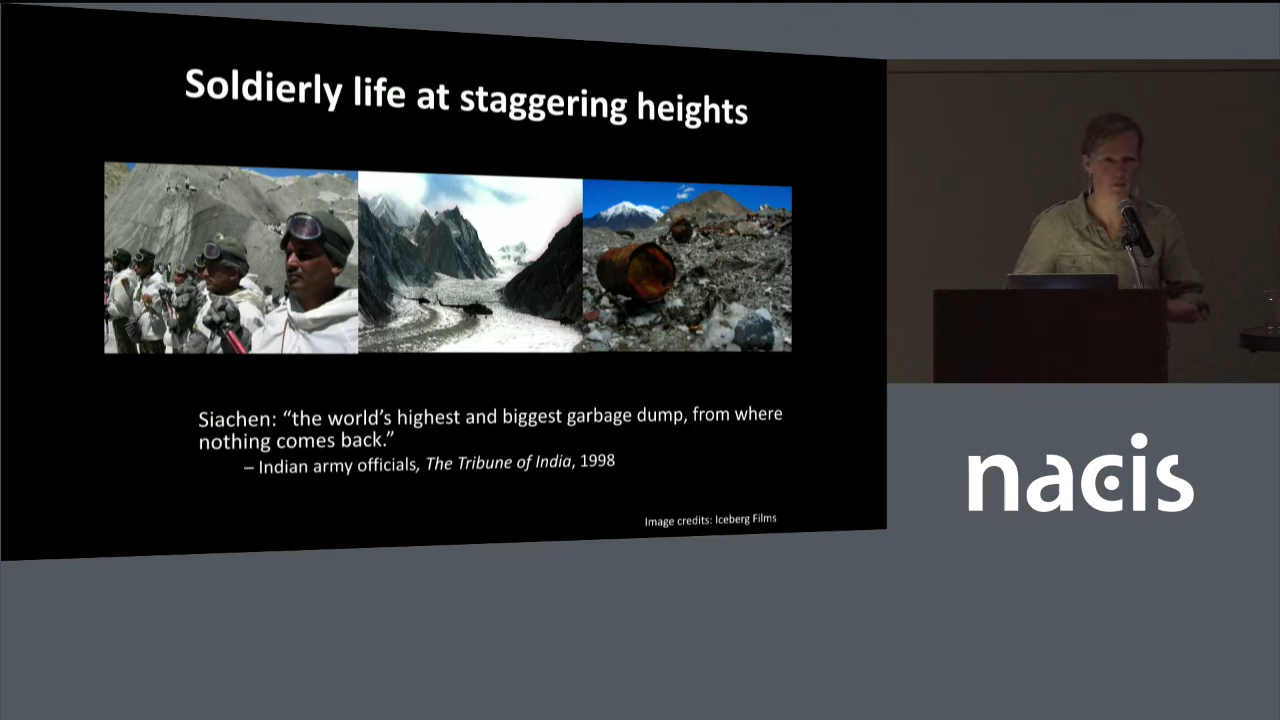 Soldierly life at staggering heights
Siachen: “the world’s highest and biggest garbage dump, from where
nothing comes back.”
– Indian army officials, The Tribune of India, 1998
Image credits: Iceberg Films
nacis